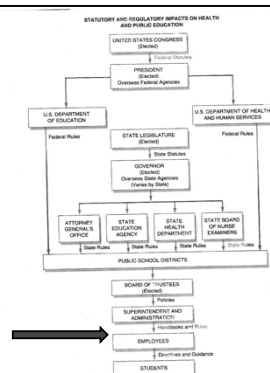 STATUTORY AND REGULATORY IMPACTS ON HEALTH
AND PUBLIC EDUCATION
UNITED STATES CONGRESS
(Elected)
Federal Statutes
PRESIDENT
(Elected)
Oversees Federal Agencies
U.S. DEPARTMENT
OF EDUCATION
U.S. DEPARTMENT OF HEALTH
AND HUMAN SERVICES
Federal Rules
Federal Rules
STATE LEGISLATURE
(Elected)
State Statutes
GOVERNOR
(Elected)
Oversees State Agencies
(Varies by State)
ATTORNEY
GENERAL'S
OFFICE
STATE
EDUCATION
AGENCY
STATE
HEALTH
DEPARTMENT
STATE BOARD
OF NURSE
EXAMINERS
State Rules
State Rules
State Rules
State Rules
PUBLIC SCHOOL DISTRICTS
BOARD OF TRUSTEES
(Elected)
Policies
SUPERINTENDENT AND
ADMINISTRATION
Handbooks and Rules
EMPLOYEES
Directives and Guidance
STUDENTS